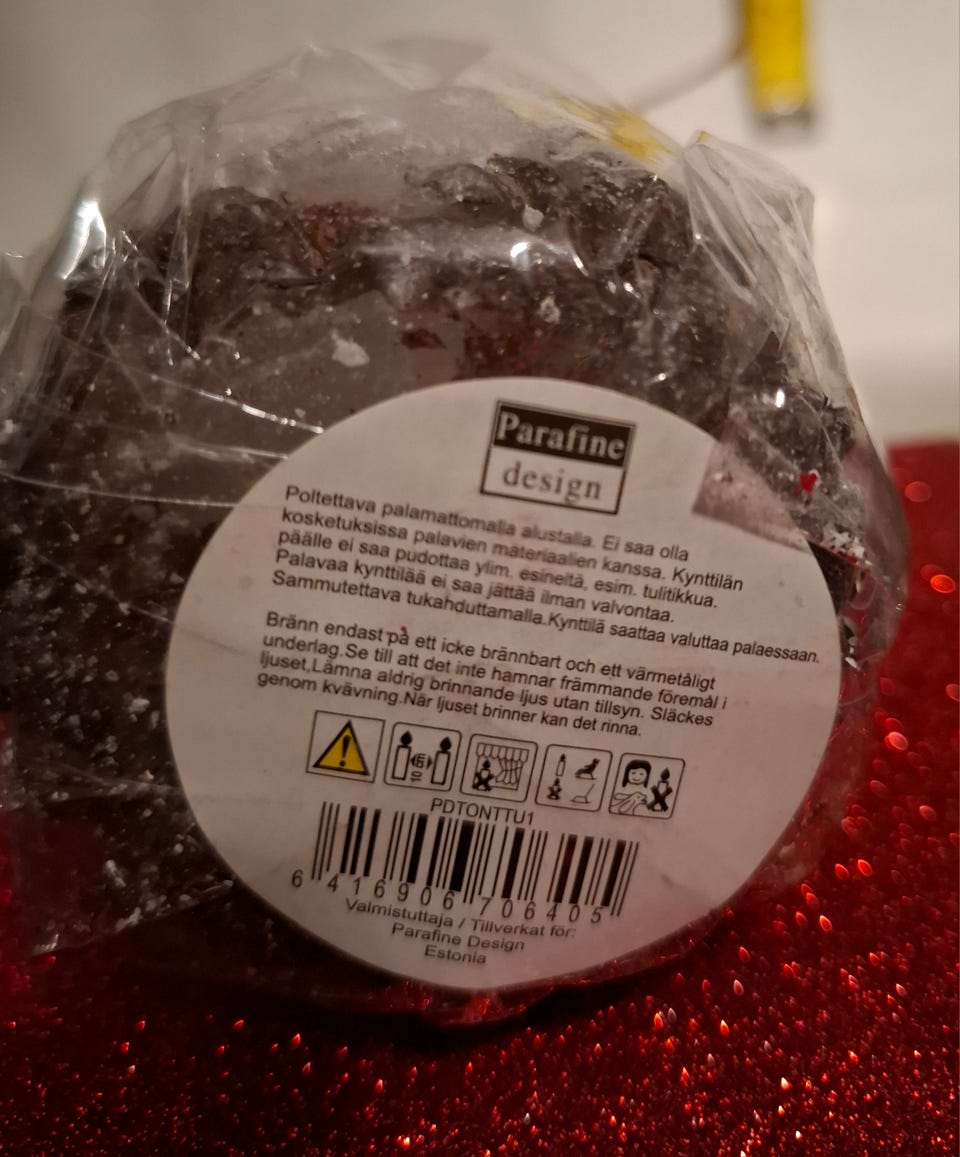 Parafine
design
Poltettava palamattomalla alustalla. Ei saa olla
kosketuksissa palavien materiaalien kanssa. Kynttilän
päälle ei saa pudottaa ylim. esineitä, esim. tulitikkua.
Palavaa kynttilää ei saa jättää ilman valvontaa.
Sammutettava tukahduttamalla.Kynttilä saattaa valuttaa palaessaan.
Bränn endast på ett icke brännbart och ett värmetåligt
underlag.Se till att det inte hamnar främmande föremål i
ljuset.Lämna aldrig brinnande ljus utan tillsyn. Släckes
genom kvävning.När ljuset brinner kan det rinna.
PDTONTTU1
6 416906 706405
Valmistuttaja / Tillverkat för:
Parafine Design
Estonia